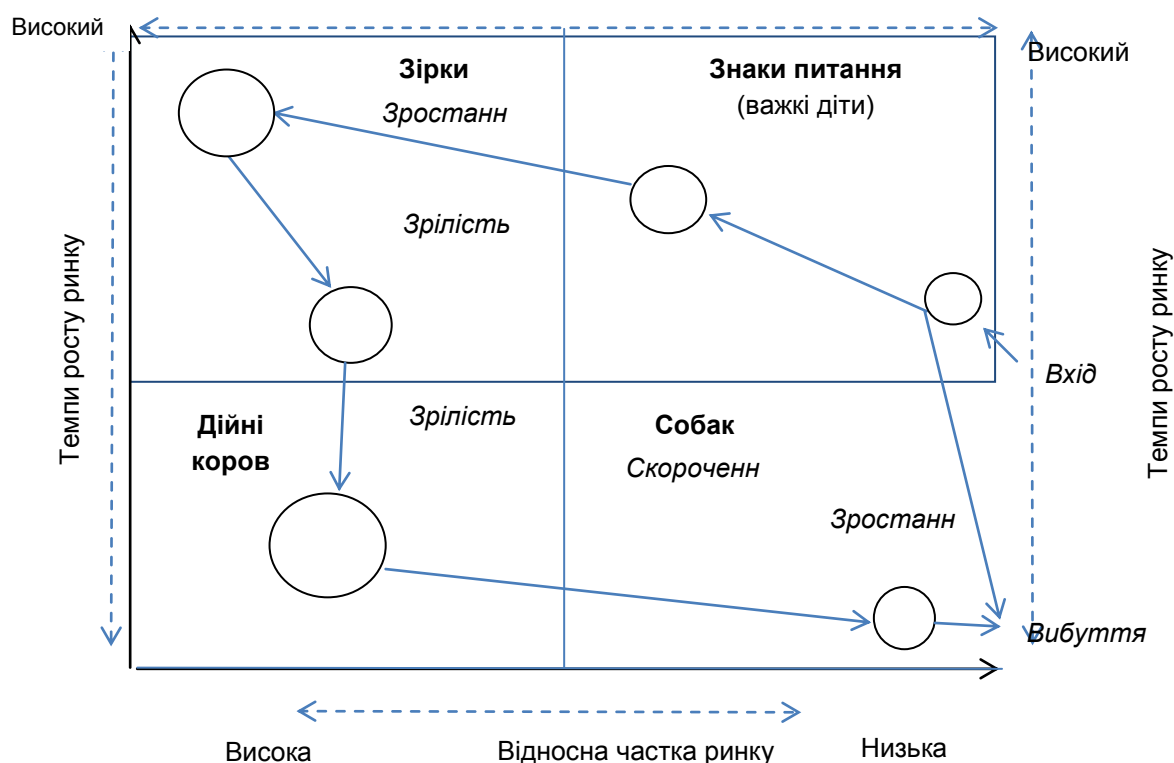 Високий
Високий
Зірки
Зростанн
Знаки питання
(важкі діти)
Зрілість
Темпи росту ринку
Вхід
Дійні
коров
Зрілість
Собак
Скороченн
Зростанн
Темпи росту ринку
Вибуття
Висока
Відносна частка ринку
Низька